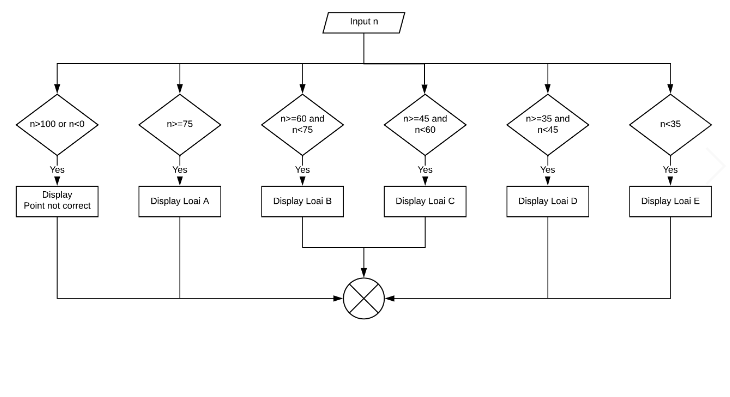 Input n
n>100 or n<0
n>=75
n>=60 and
n<75
n>=45 and
n<60
n>=35 and
n<45
n<35
Yes
Yes
Yes
Yes
Yes
Yes
Display
Point not correct
Display Loai A
Display Loai B
Display Loai C
Display Loai D
Display Loai E